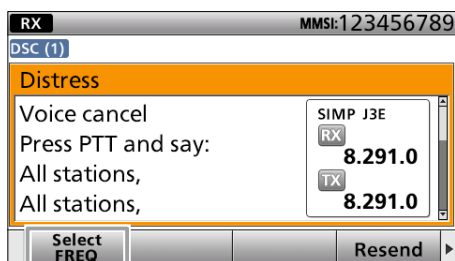 RX MMSI:123456789
DSC (1)
Distress
Voice cancel
Press PTT and say:
All stations,
All stations,
SIMP J3E
RX
8.291.0
TX
8.291.0
Select
FREQ
Resend